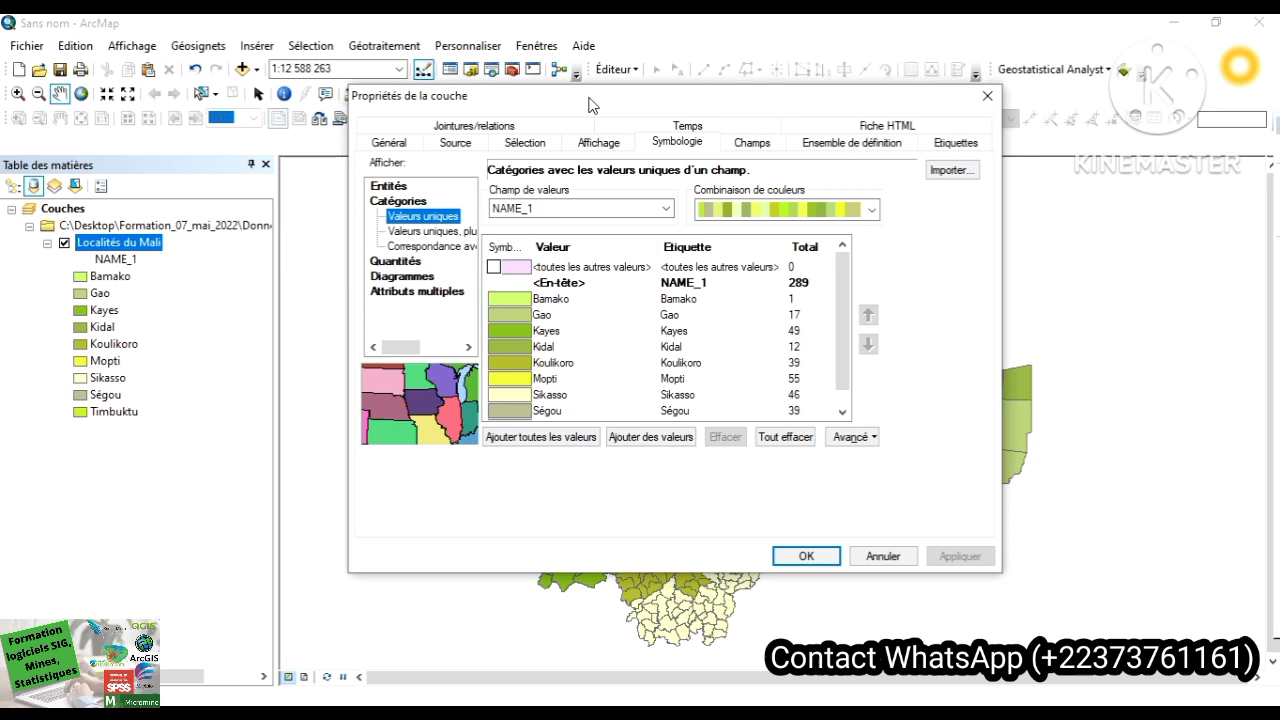 Sans nom - ArcMap
Fichier Edition Affichage Géosignets Insérer Sélection Géotraitement Personnaliser Fenêtres Aide
1:12 588 263 Éditeur Geostatistical Analyst
Propriétés de la couche
KINEMASTER
Jointures/relations Temps Fiche HTML
Général Source Sélection Affichage Symbologie Champs Ensemble de définition Etiquettes
Table des matières
Couches
C:\Desktop\Formation_07_mai_2022\Donn
Localités du Mali
NAME_1
Bamako
Gao
Kayes
Kidal
Koulikoro
Mopti
Sikasso
Ségou
Timbuktu
Afficher:
Entités
Catégories
Valeurs uniques
Valeurs uniques, plu
Correspondance av
Quantités
Diagrammes
Attributs multiples
Catégories avec les valeurs uniques d'un champ.
Importer...
Champ de valeurs
NAME_1
Combinaison de couleurs
Symb... Valeur Etiquette Total
<toutes les autres valeurs> <toutes les autres valeurs> 0
<En-tête> NAME_1 289
Bamako Bamako 1
Gao Gao 17
Kayes Kayes 49
Kidal Kidal 12
Koulikoro Koulikoro 39
Mopti Mopti 55
Sikasso Sikasso 46
Ségou Ségou 39
Ajouter toutes les valeurs Ajouter des valeurs Effacer Tout effacer Avancé
OK Annuler Appliquer
Formation
logiciels SIG,
Mines,
Statistiques
QGIS
ArcGIS
SPSS
Micromine
Contact WhatsApp (+22373761161)